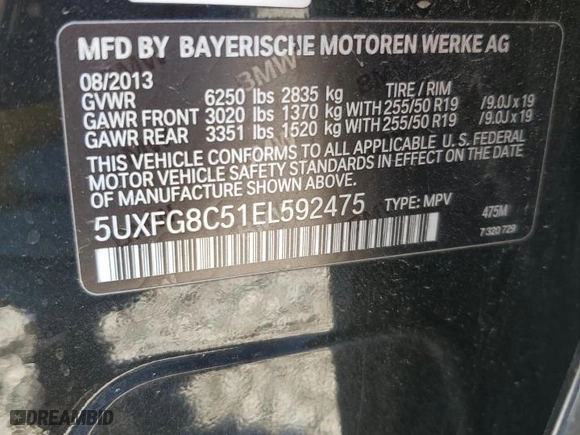 MFD BY BAYERISCHE MOTOREN WERKE AG
08/2013 TIRE / RIM
GVWR 6250 lbs 2835 kg
GAWR FRONT 3020 lbs 1370 kg WITH 255/50 R19 /9.0J x 19
GAWR REAR 3351 lbs 1520 kg WITH 255/50 R19 /9.0J x 19
THIS VEHICLE CONFORMS TO ALL APPLICABLE U.S. FEDERAL
MOTOR VEHICLE SAFETY STANDARDS IN EFFECT ON THE DATE
OF MANUFACTURE SHOWN ABOVE.
5UXFG8C51EL592475 TYPE: MPV 475M
7 320 729
DREAMBID